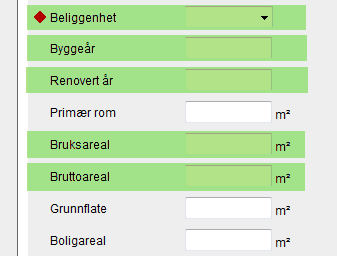 Beliggenhet
Byggeår
Renovert år
Primær rom m²
Bruksareal m²
Bruttoareal m²
Grunnflate m²
Boligareal m²